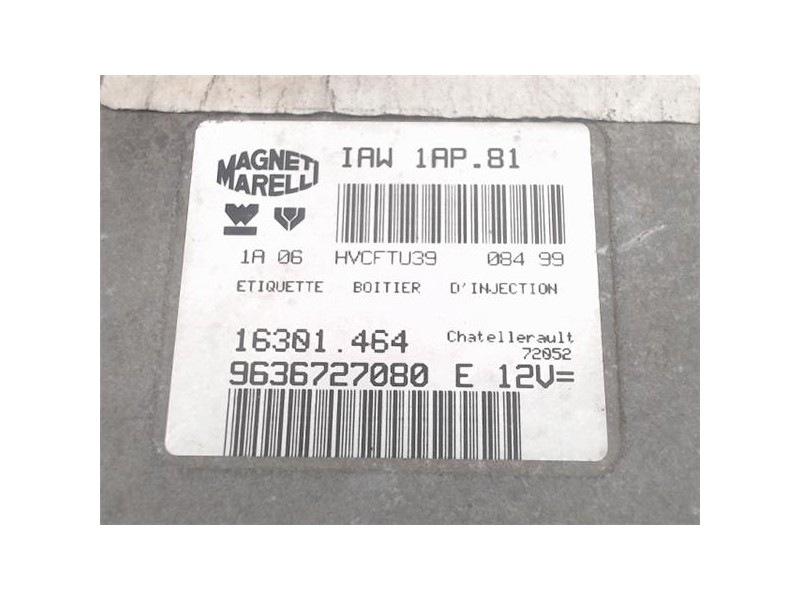 MAGNETI
MARELLI
IAW 1AP.81
1A 06 HVCFTU39 084 99
ETIQUETTE BOITIER D'INJECTION
16301.464
Chatellerault
72052
9636727080 E 12V=